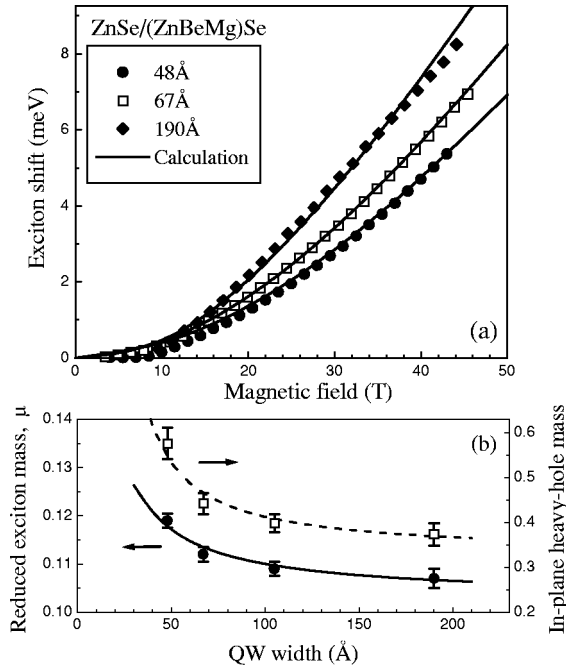 ZnSe/(ZnBeMg)Se
48Å
67Å
190Å
Calculation
Exciton shift (meV)
8
6
4
2
0
0 10 20 30 40 50
Magnetic field (T)
(a)
(b)
Reduced exciton mass, μ
0.14
0.13
0.12
0.11
0.10
0 50 100 150 200
QW width (Å)
0.6
0.5
0.4
0.3
0.2
In-plane heavy-hole mass